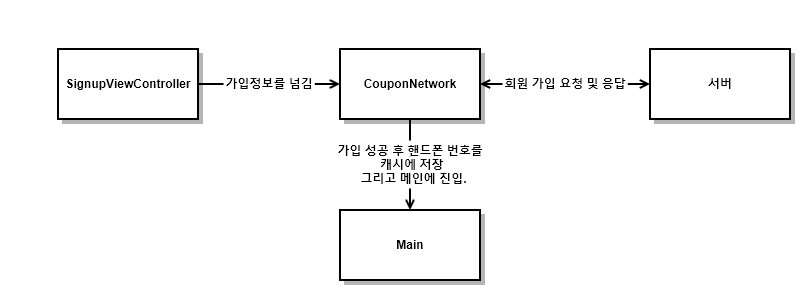 SignupViewController
가입정보를 넘김
CouponNetwork
회원 가입 요청 및 응답
서버
가입 성공 후 핸드폰 번호를
캐시에 저장
그리고 메인에 진입.
Main